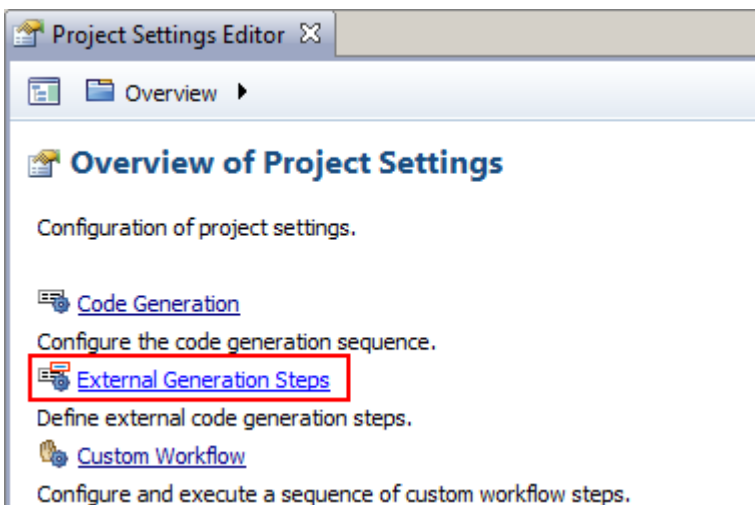 Project Settings Editor
Overview
Overview of Project Settings
Configuration of project settings.
Code Generation
Configure the code generation sequence.
External Generation Steps
Define external code generation steps.
Custom Workflow
Configure and execute a sequence of custom workflow steps.